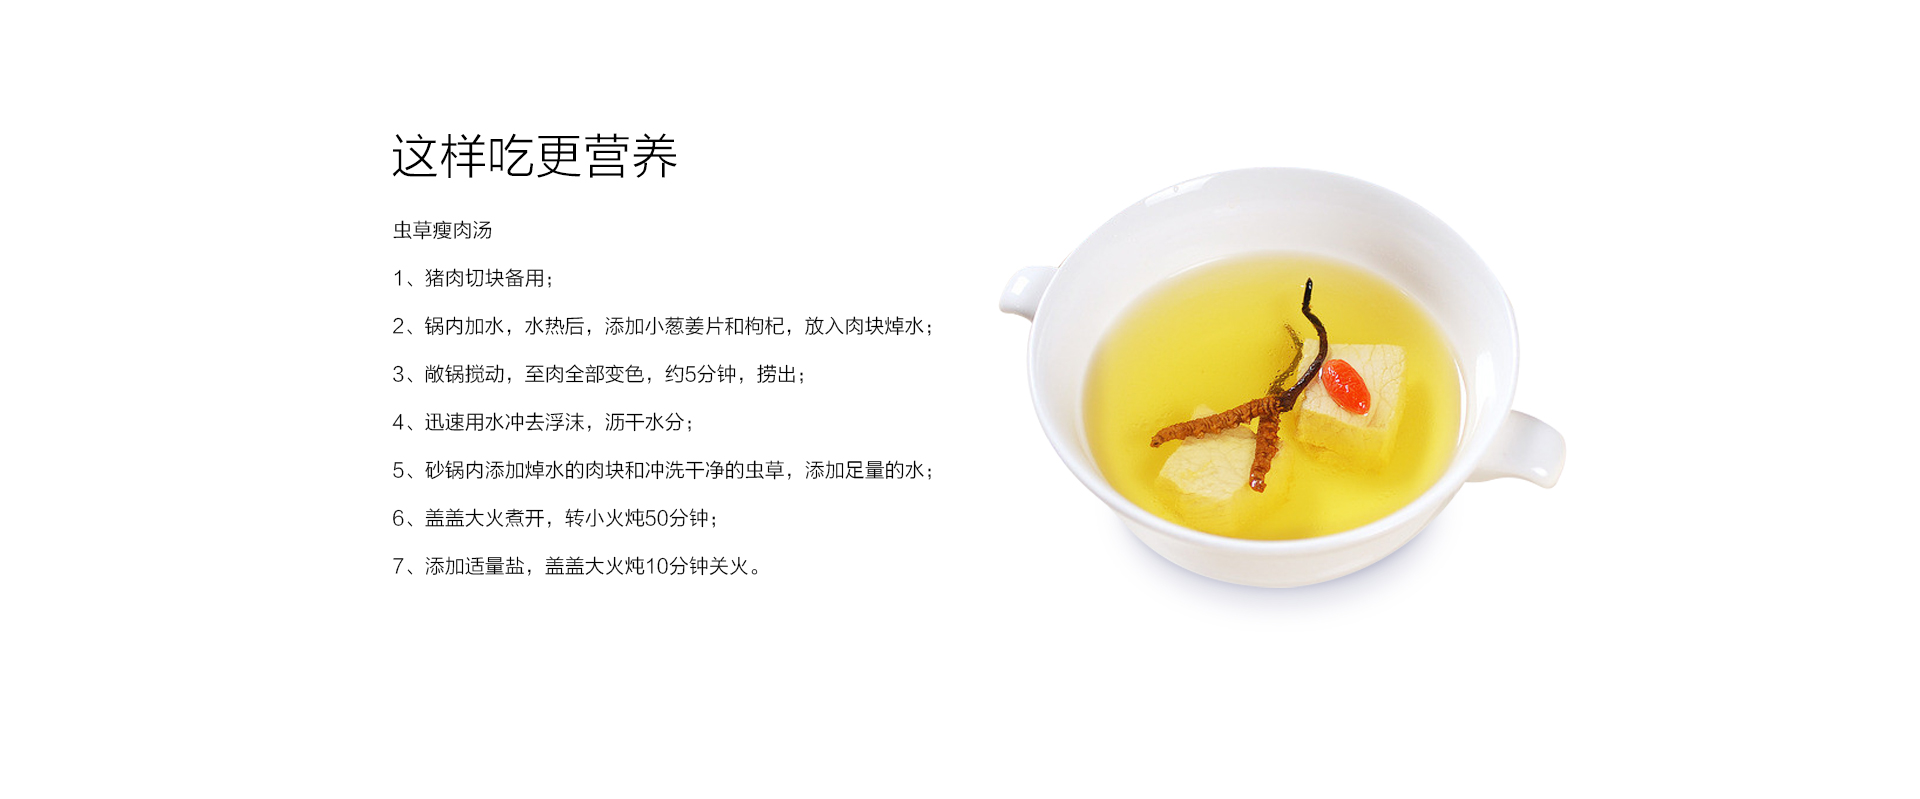 这样吃更营养
虫草瘦肉汤
1、猪肉切块备用；
2、锅内加水，水热后，添加小葱姜片和枸杞，放入肉块焯水；
3、敞锅搅动，至肉全部变色，约5分钟，捞出；
4、迅速用水冲去浮沫，沥干水分；
5、砂锅内添加焯水的肉块和冲洗干净的虫草，添加足量的水；
6、盖盖大火煮开，转小火炖50分钟；
7、添加适量盐，盖盖大火炖10分钟关火。